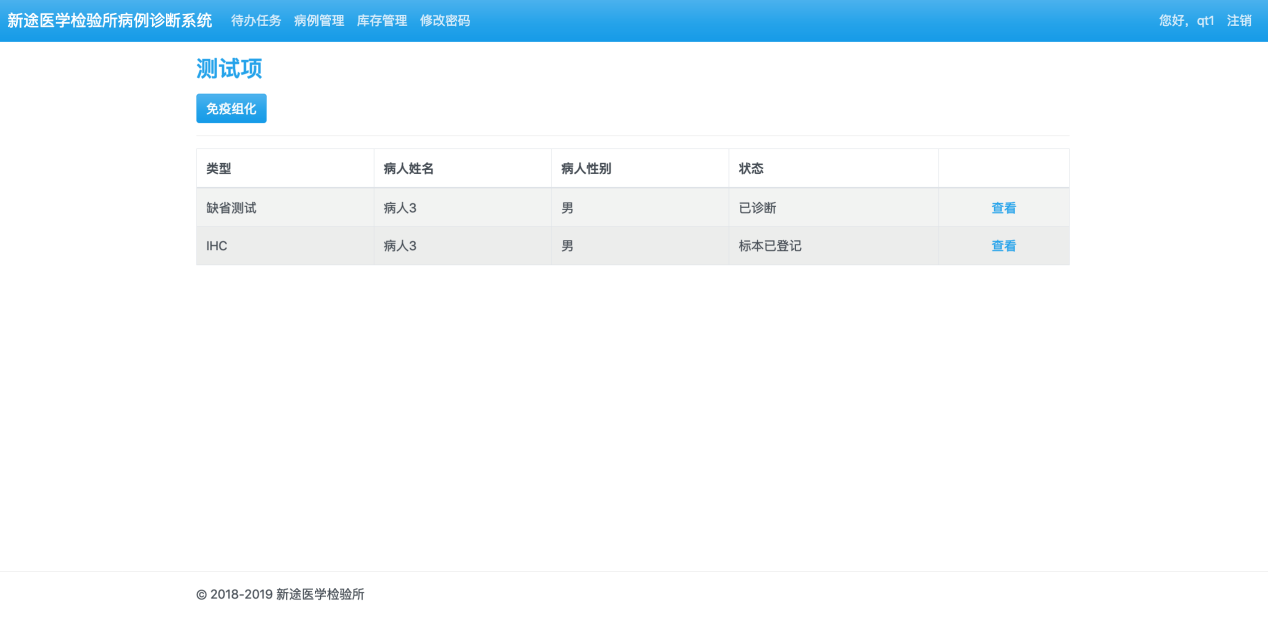 新途医学检验所病例诊断系统 待办任务 病例管理 库存管理 修改密码 您好，qt1 注销
测试项
免疫组化
类型 病人姓名 病人性别 状态
缺省测试 病人3 男 已诊断 查看
IHC 病人3 男 标本已登记 查看
© 2018-2019 新途医学检验所